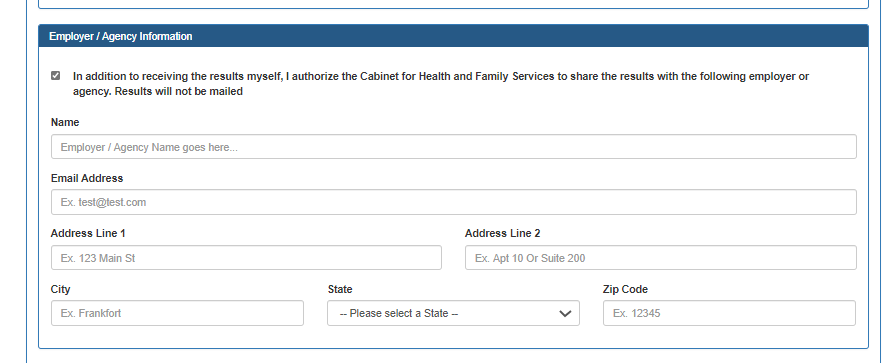 Employer / Agency Information
In addition to receiving the results myself, I authorize the Cabinet for Health and Family Services to share the results with the following employer or
agency. Results will not be mailed
Name
Employer / Agency Name goes here...
Email Address
Ex. test@test.com
Address Line 1
Address Line 2
Ex. 123 Main St
Ex. Apt 10 Or Suite 200
City
State
Zip Code
Ex. Frankfort
-- Please select a State --
Ex. 12345